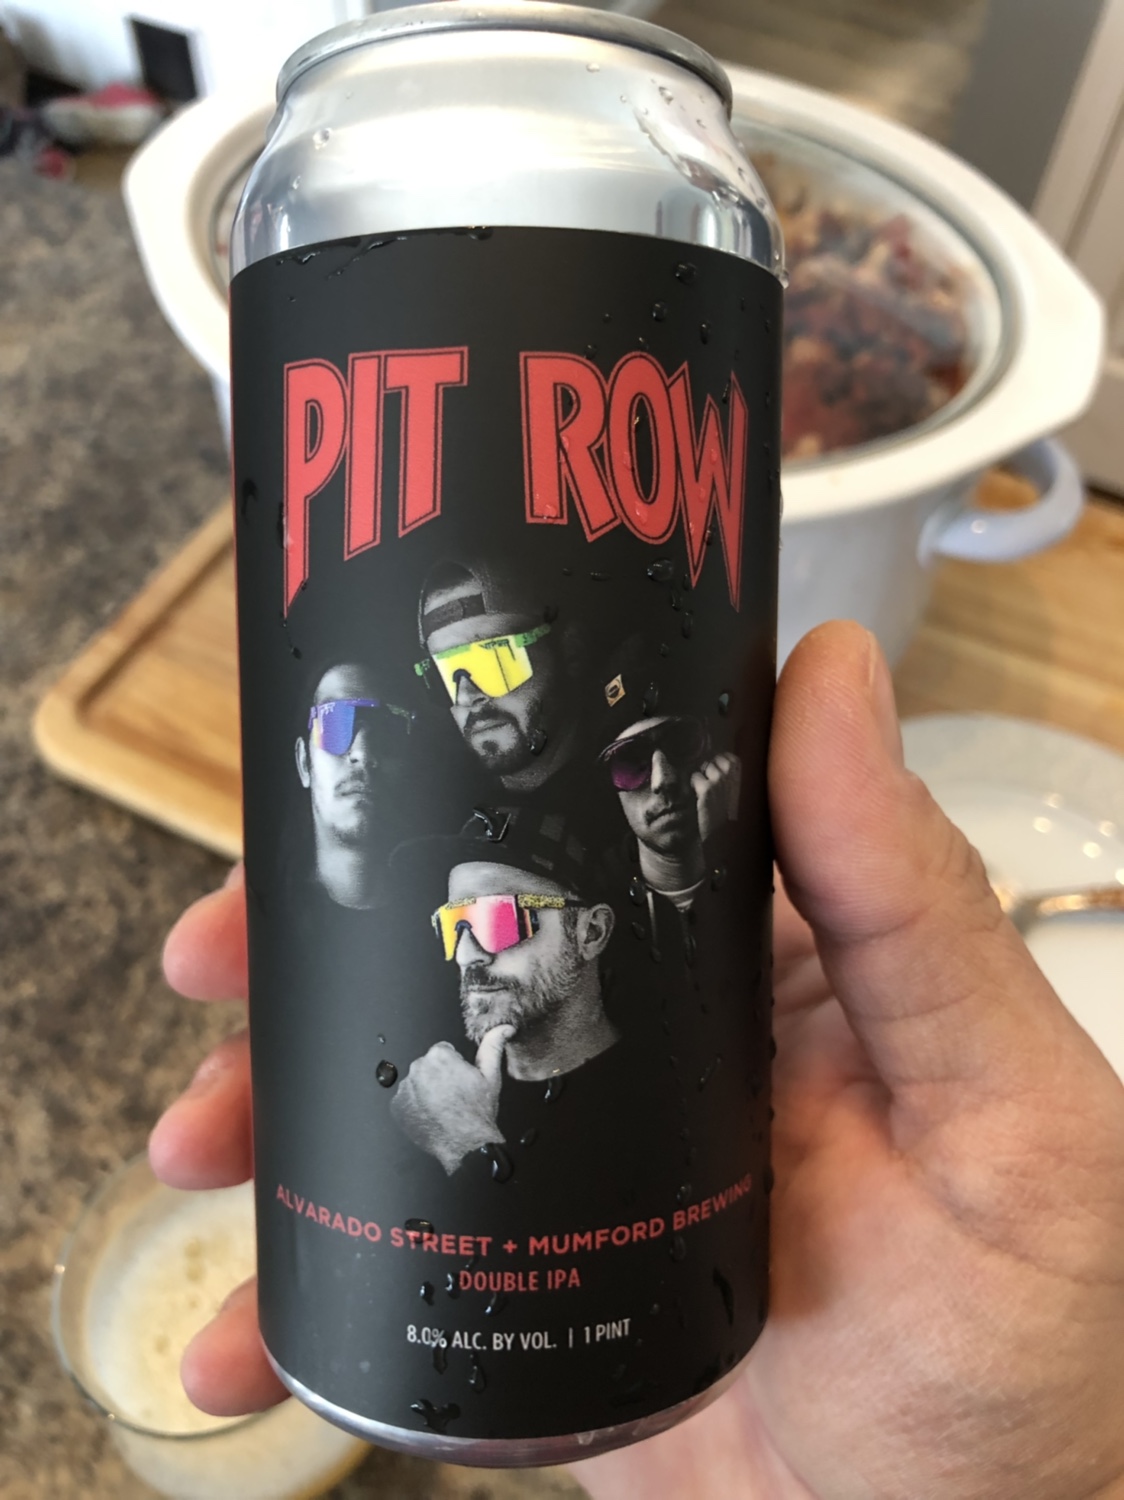 PIT ROW
ALVARADO STREET + MUMFORD BREWING
DOUBLE IPA
8.0% ALC. BY VOL. | 1 PINT